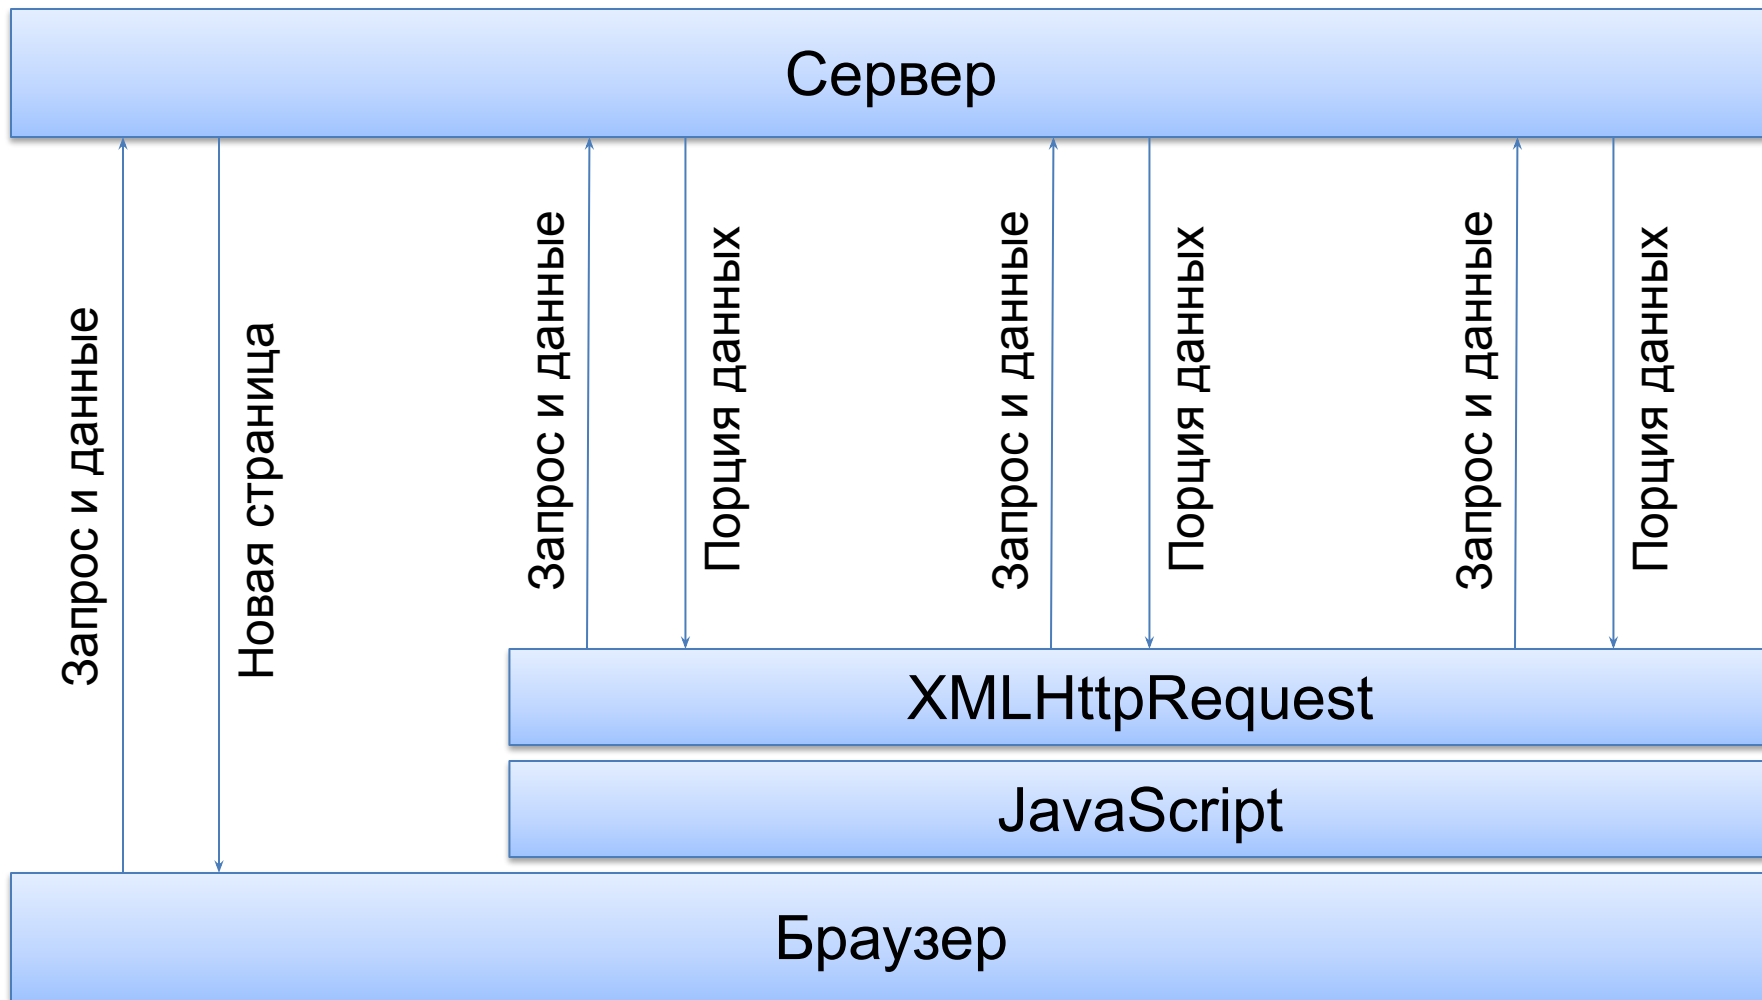 Сервер
Запрос и данные
Новая страница
Запрос и данные
Порция данных
Запрос и данные
Порция данных
Запрос и данные
Порция данных
XMLHttpRequest
JavaScript
Браузер